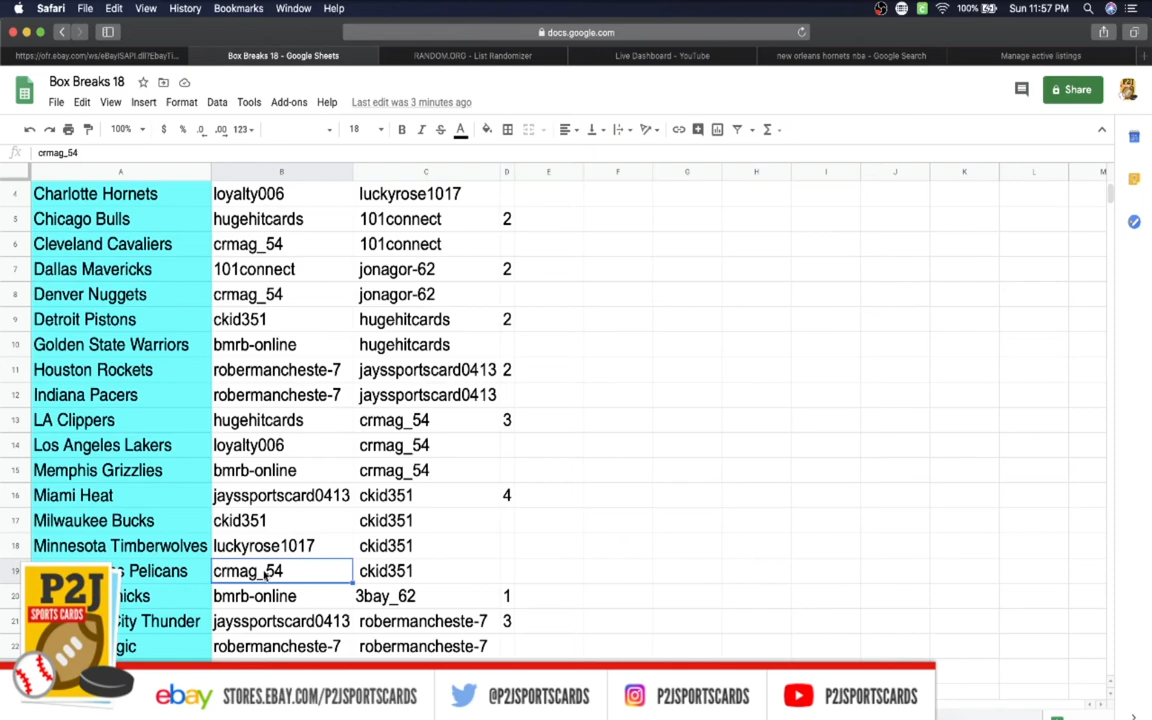 Safari File Edit View History Bookmarks Window Help 100% Sun 11:57 PM
docs.google.com
https://ofr.ebay.com/ws/eBayISAPI.dll?EbayTi... Box Breaks 18 - Google Sheets RANDOM.ORG - List Randomizer Live Dashboard - YouTube new orleans hornets nba - Google Search Manage active listings
Box Breaks 18
File Edit View Insert Format Data Tools Add-ons Help Last edit was 3 minutes ago
Share
100% $ % .0 .00 123 18 B I S A
fx crmag_54
A B C D E F G H I J K L M
4 Charlotte Hornets loyalty006 luckyrose1017
5 Chicago Bulls hugehitcards 101connect 2
6 Cleveland Cavaliers crmag_54 101connect
7 Dallas Mavericks 101connect jonagor-62 2
8 Denver Nuggets crmag_54 jonagor-62
9 Detroit Pistons ckid351 hugehitcards 2
10 Golden State Warriors bmrb-online hugehitcards
11 Houston Rockets robermancheste-7 jayssportscard0413 2
12 Indiana Pacers robermancheste-7 jayssportscard0413
13 LA Clippers hugehitcards crmag_54 3
14 Los Angeles Lakers loyalty006 crmag_54
15 Memphis Grizzlies bmrb-online crmag_54
16 Miami Heat jayssportscard0413 ckid351 4
17 Milwaukee Bucks ckid351 ckid351
18 Minnesota Timberwolves luckyrose1017 ckid351
19 s Pelicans crmag_54 ckid351
20 nicks bmrb-online 3bay_62 1
21 City Thunder jayssportscard0413 robermancheste-7 3
22 gic robermancheste-7 robermancheste-7
P2J
SPORTS CARDS
ebay STORES.EBAY.COM/P2JSPORTSCARDS @P2JSPORTSCARDS P2JSPORTSCARDS P2JSPORTSCARDS